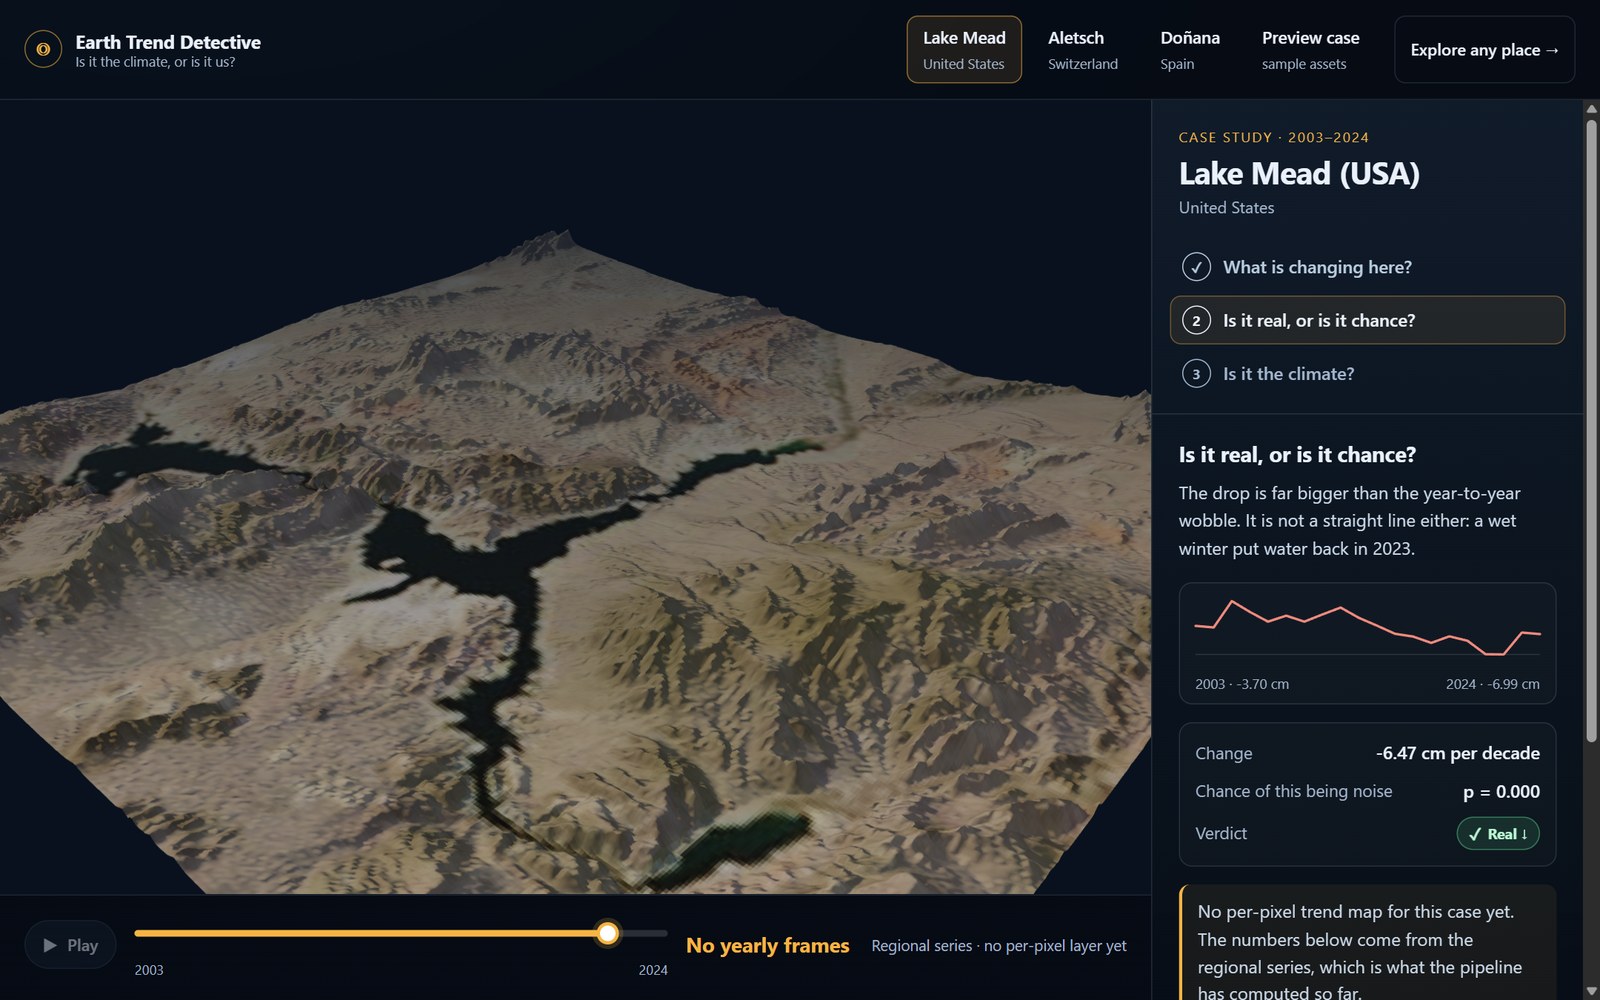 Earth Trend Detective
Is it the climate, or is it us?
Lake Mead
United States
Aletsch
Switzerland
Doñana
Spain
Preview case
sample assets
Explore any place →
CASE STUDY · 2003–2024
Lake Mead (USA)
United States
✓ What is changing here?
2 Is it real, or is it chance?
3 Is it the climate?
Is it real, or is it chance?
The drop is far bigger than the year-to-year
wobble. It is not a straight line either: a wet
winter put water back in 2023.
2003 · -3.70 cm
2024 · -6.99 cm
Change -6.47 cm per decade
Chance of this being noise p = 0.000
Verdict ✓ Real ↓
No per-pixel trend map for this case yet.
The numbers below come from the
regional series, which is what the pipeline
has computed so far.
▶ Play
2003
2024
No yearly frames
Regional series · no per-pixel layer yet